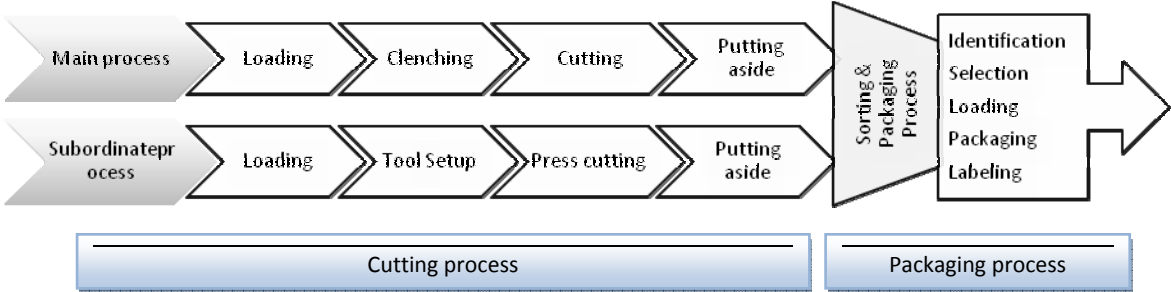 Main process
Loading
Clenching
Cutting
Putting
aside
Subordinatepr
ocess
Loading
Tool Setup
Press cutting
Putting
aside
Sorting &
Packaging
Process
Identification
Selection
Loading
Packaging
Labeling
Cutting process
Packaging process